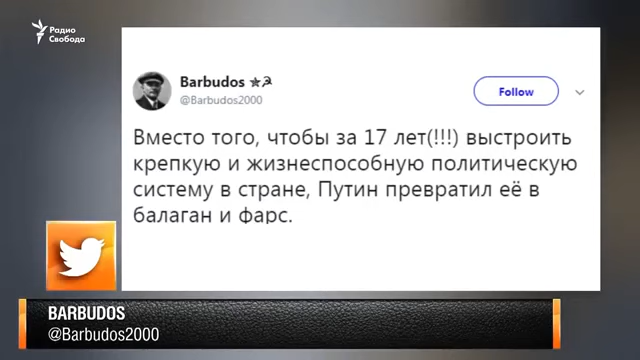 Радио
Свобода
Barbudos ✯☭
@Barbudos2000
Follow
Вместо того, чтобы за 17 лет(!!!) выстроить
крепкую и жизнеспособную политическую
систему в стране, Путин превратил её в
балаган и фарс.
BARBUDOS
@Barbudos2000